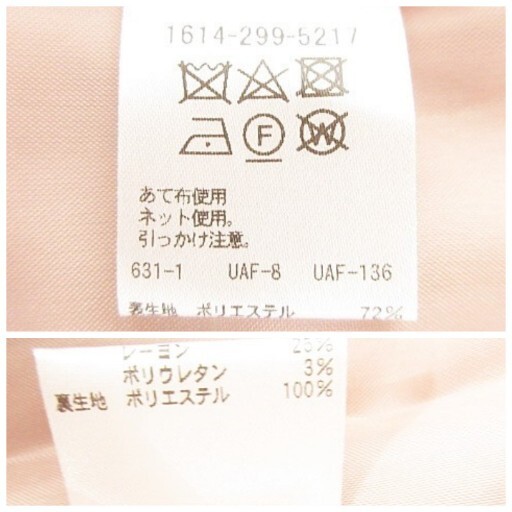 1614-299-5217
F
W
あて布使用
ネット使用。
引っかけ注意。
631-1 UAF-8 UAF-136
表生地 ポリエステル 72%
レーヨン 25%
ポリウレタン 3%
裏生地 ポリエステル 100%